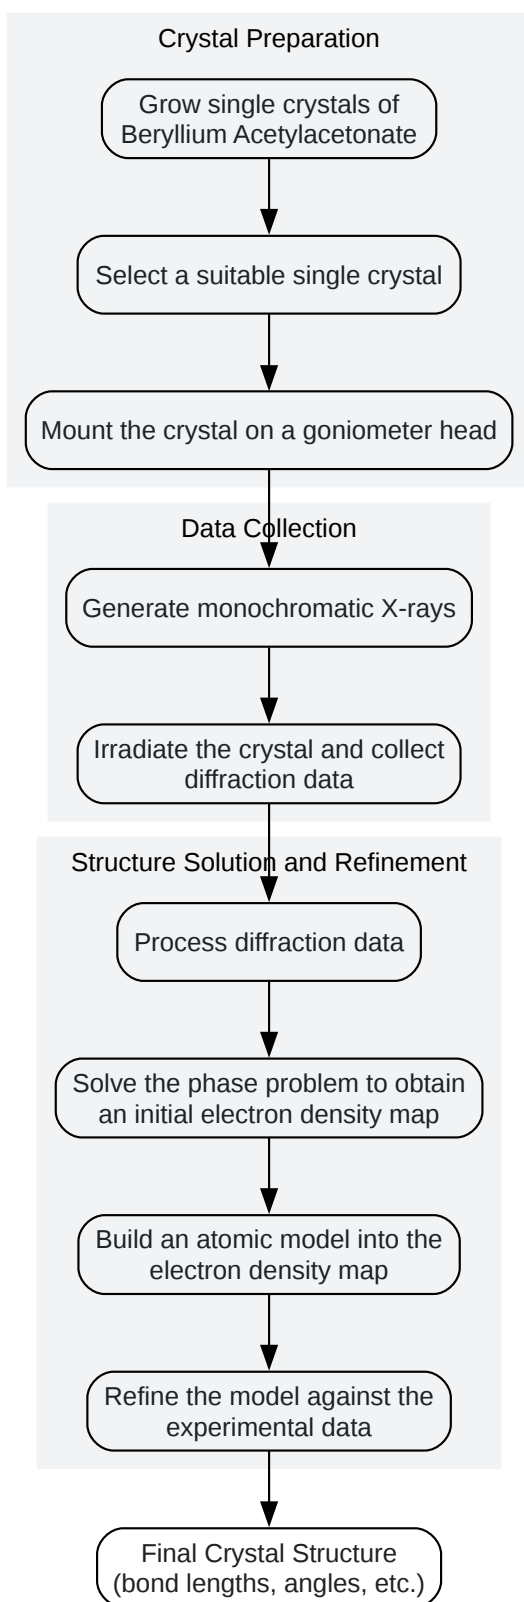 Crystal Preparation
Grow single crystals of
Beryllium Acetylacetonate
Select a suitable single crystal
Mount the crystal on a goniometer head
Data Collection
Generate monochromatic X-rays
Irradiate the crystal and collect
diffraction data
Structure Solution and Refinement
Process diffraction data
Solve the phase problem to obtain
an initial electron density map
Build an atomic model into the
electron density map
Refine the model against the
experimental data
Final Crystal Structure
(bond lengths, angles, etc.)